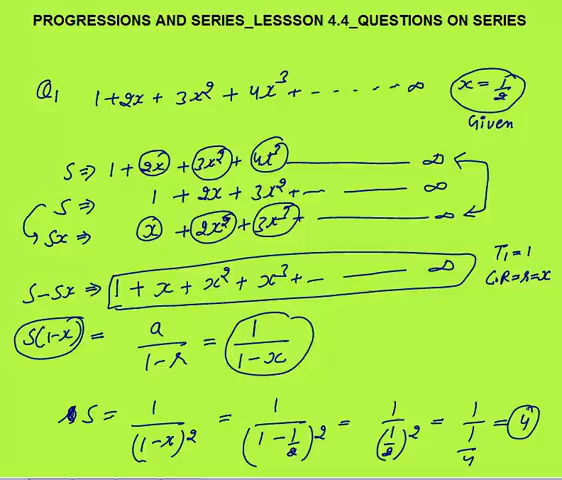 PROGRESSIONS AND SERIES_LESSSON 4.4_QUESTIONS ON SERIES
Q1 1+2x + 3x² + 4x³ + - - - - - - ∞ x = 1/2
Given
S ⇒ 1 + 2x + 3x² + 4x³ ——— ∞
S ⇒ 1 + 2x + 3x² + -- — ∞
Sx ⇒ x + 2x² + 3x³ + ——— ∞
T₁ = 1
S-Sx ⇒ 1 + x + x² + x³ + -- — ∞ C.R = r = x
S(1-x) = a/(1-r) = 1/(1-x)
S = 1/(1-x)² = 1/(1-1/2)² = 1/(1/2)² = 1/(1/4) = 4